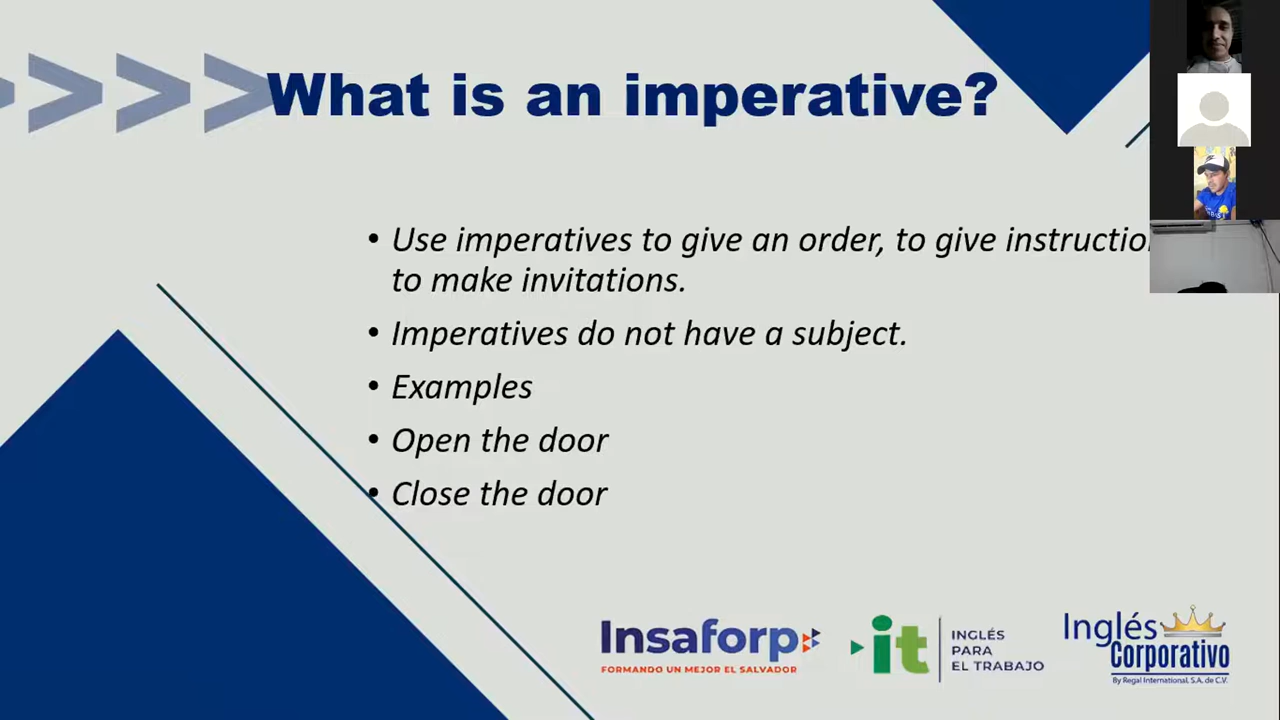 What is an imperative?
• Use imperatives to give an order, to give
to make invitations.
• Imperatives do not have a subject.
• Examples
• Open the door
• Close the door
Insaforp
FORMANDO UN MEJOR EL SALVADOR
it
INGLÉS
PARA
EL TRABAJO
Inglés
Corporativo
By Regal International, S.A. de C.V.